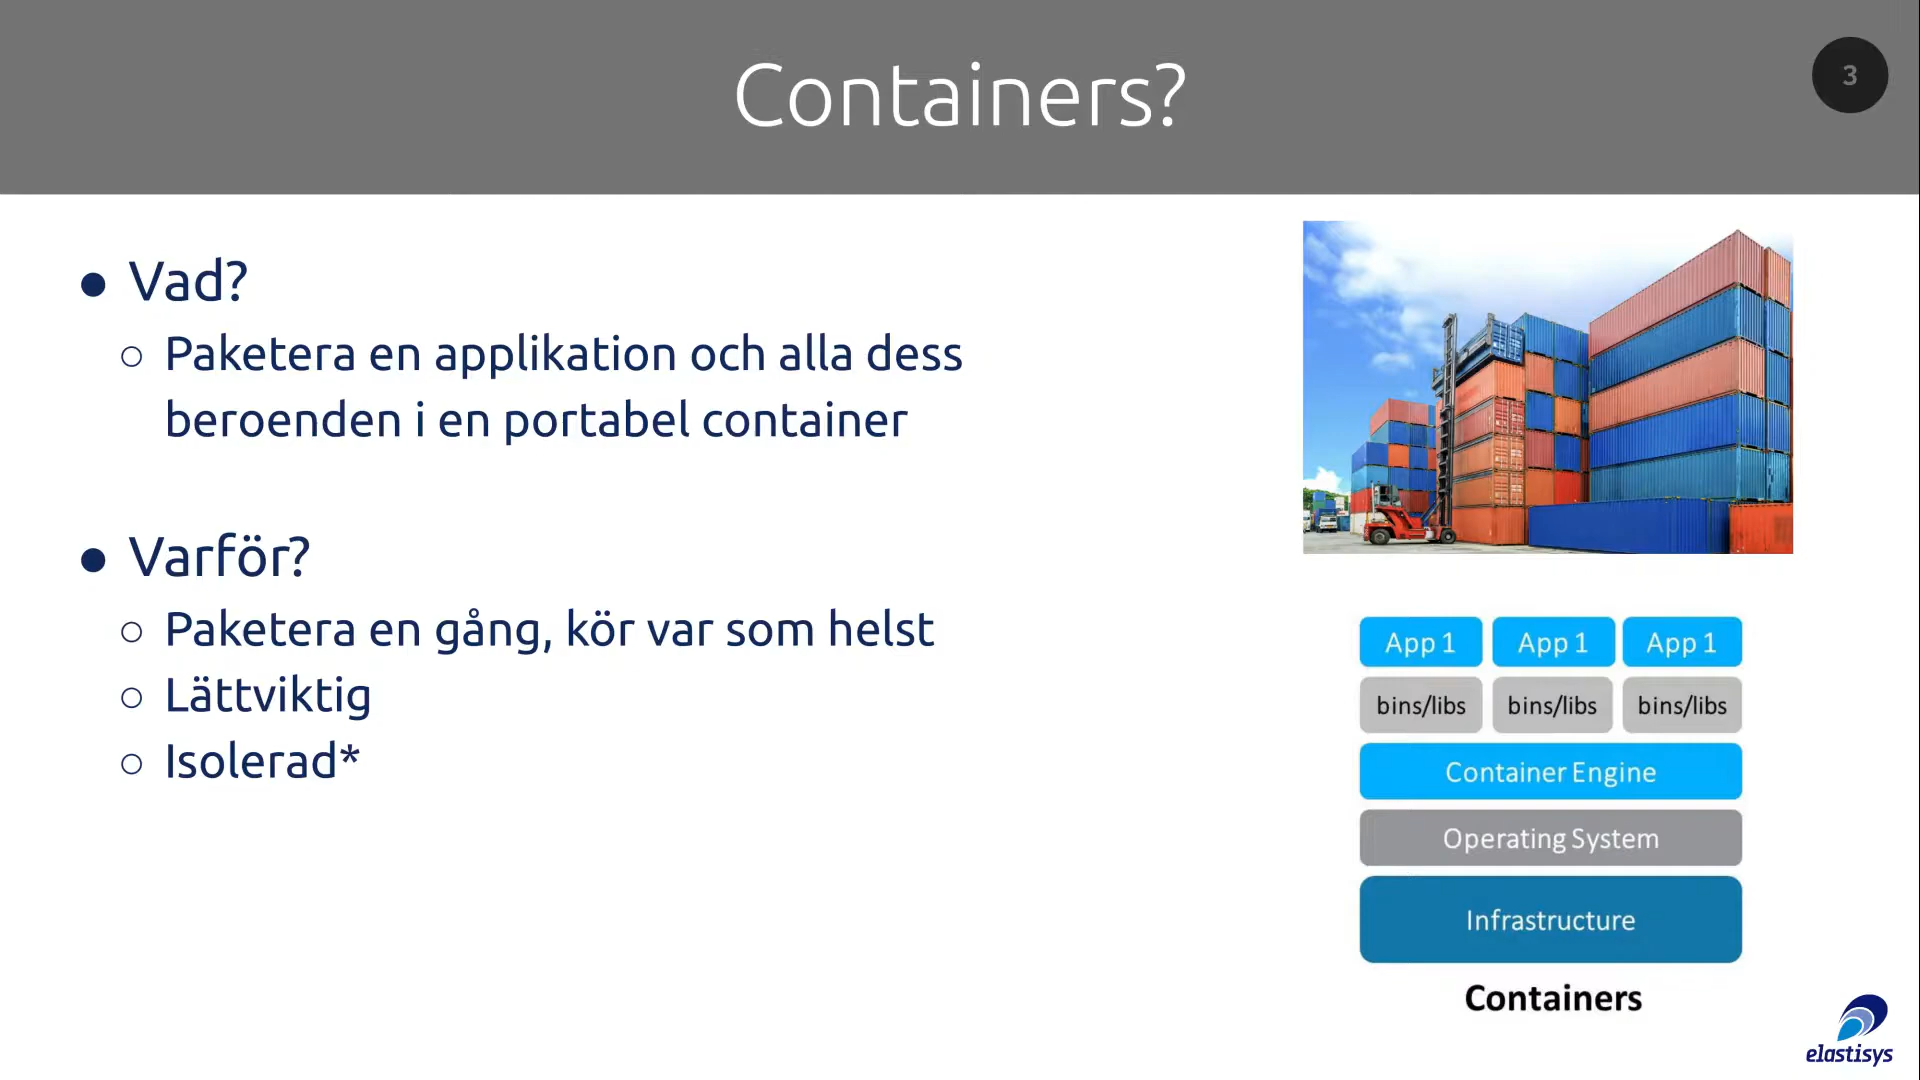 Containers?
3
● Vad?
○ Paketera en applikation och alla dess
beroenden i en portabel container
● Varför?
○ Paketera en gång, kör var som helst
○ Lättviktig
○ Isolerad*
App 1 App 1 App 1
bins/libs bins/libs bins/libs
Container Engine
Operating System
Infrastructure
Containers
elastisys